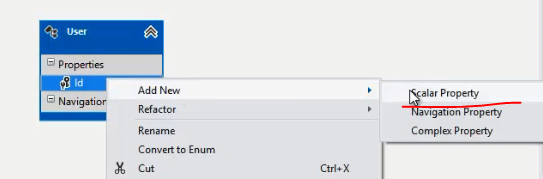 User
Properties
Id
Navigation
Add New
Refactor
Rename
Convert to Enum
Cut Ctrl+X
Scalar Property
Navigation Property
Complex Property